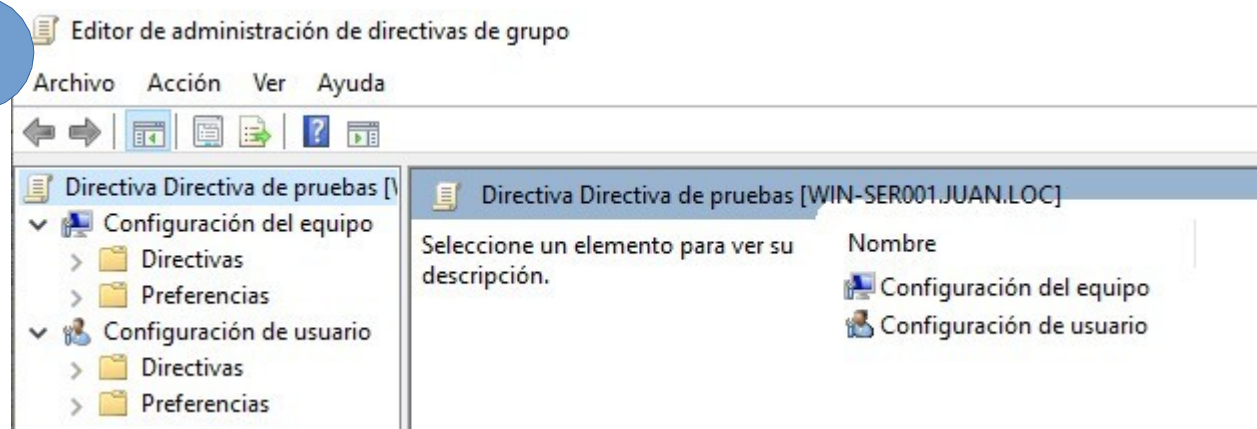 Editor de administración de directivas de grupo
Archivo Acción Ver Ayuda
Directiva Directiva de pruebas [
Configuración del equipo
Directivas
Preferencias
Configuración de usuario
Directivas
Preferencias
Directiva Directiva de pruebas [WIN-SER001.JUAN.LOC]
Seleccione un elemento para ver su
descripción.
Nombre
Configuración del equipo
Configuración de usuario